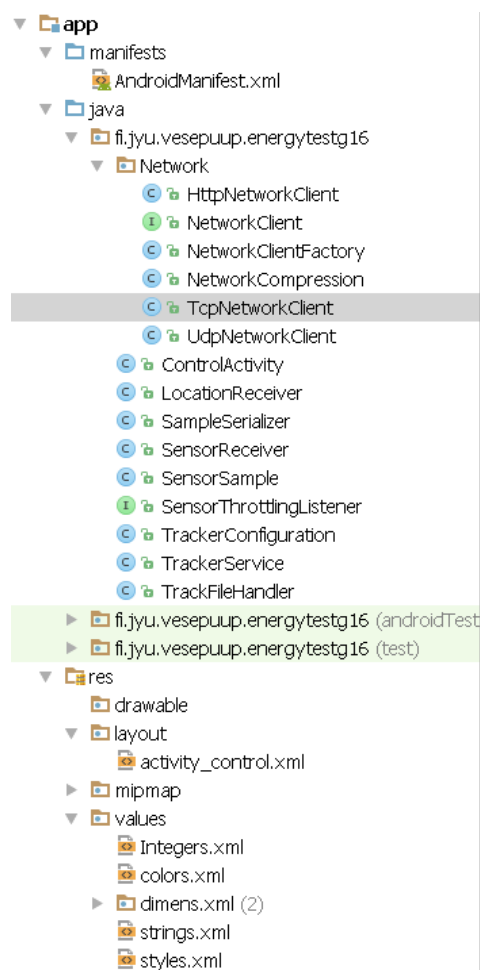 app
manifests
AndroidManifest.xml
java
fi.jyu.vesepuup.energytestg16
Network
HttpNetworkClient
NetworkClient
NetworkClientFactory
NetworkCompression
TcpNetworkClient
UdpNetworkClient
ControlActivity
LocationReceiver
SampleSerializer
SensorReceiver
SensorSample
SensorThrottlingListener
TrackerConfiguration
TrackerService
TrackFileHandler
fi.jyu.vesepuup.energytestg16 (androidTest
fi.jyu.vesepuup.energytestg16 (test)
res
drawable
layout
activity_control.xml
mipmap
values
Integers.xml
colors.xml
dimens.xml (2)
strings.xml
styles.xml